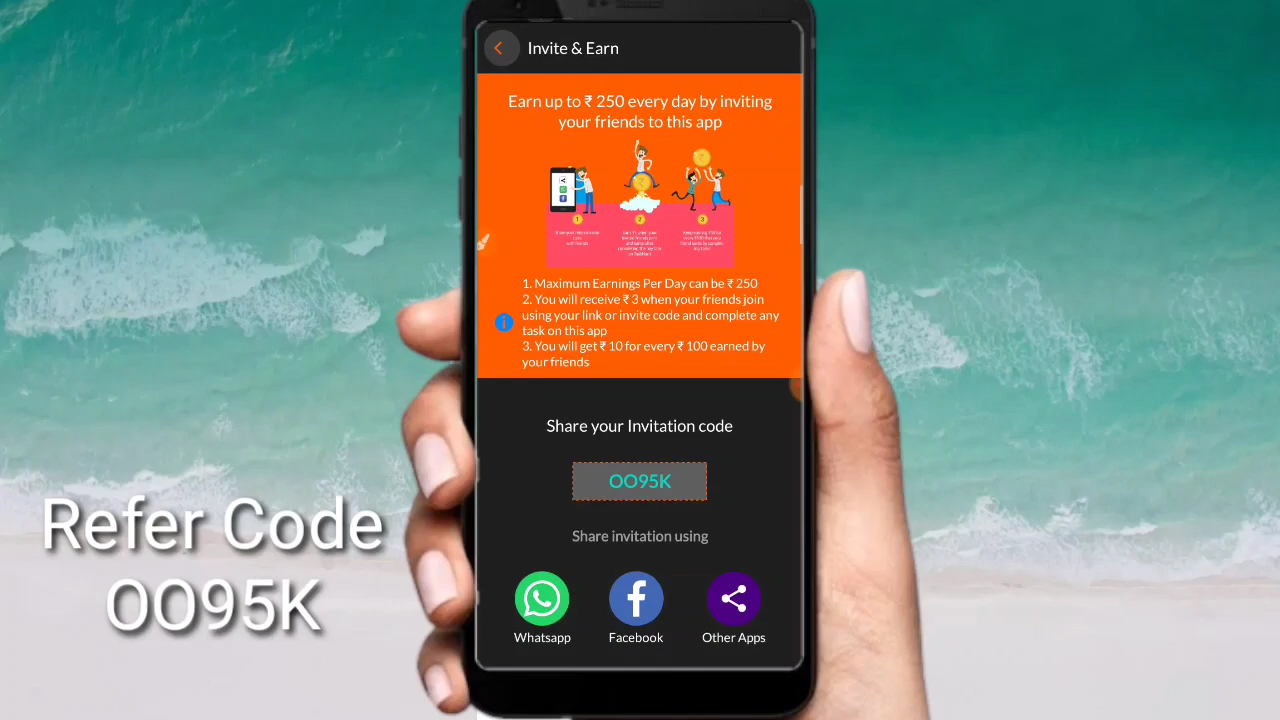 Invite & Earn
Earn up to ₹ 250 every day by inviting
your friends to this app
1
2
3
1. Maximum Earnings Per Day can be ₹ 250
2. You will receive ₹ 3 when your friends join
using your link or invite code and complete any
task on this app
3. You will get ₹ 10 for every ₹ 100 earned by
your friends
Share your Invitation code
OO95K
Share invitation using
Whatsapp
Facebook
Other Apps
Refer Code
OO95K